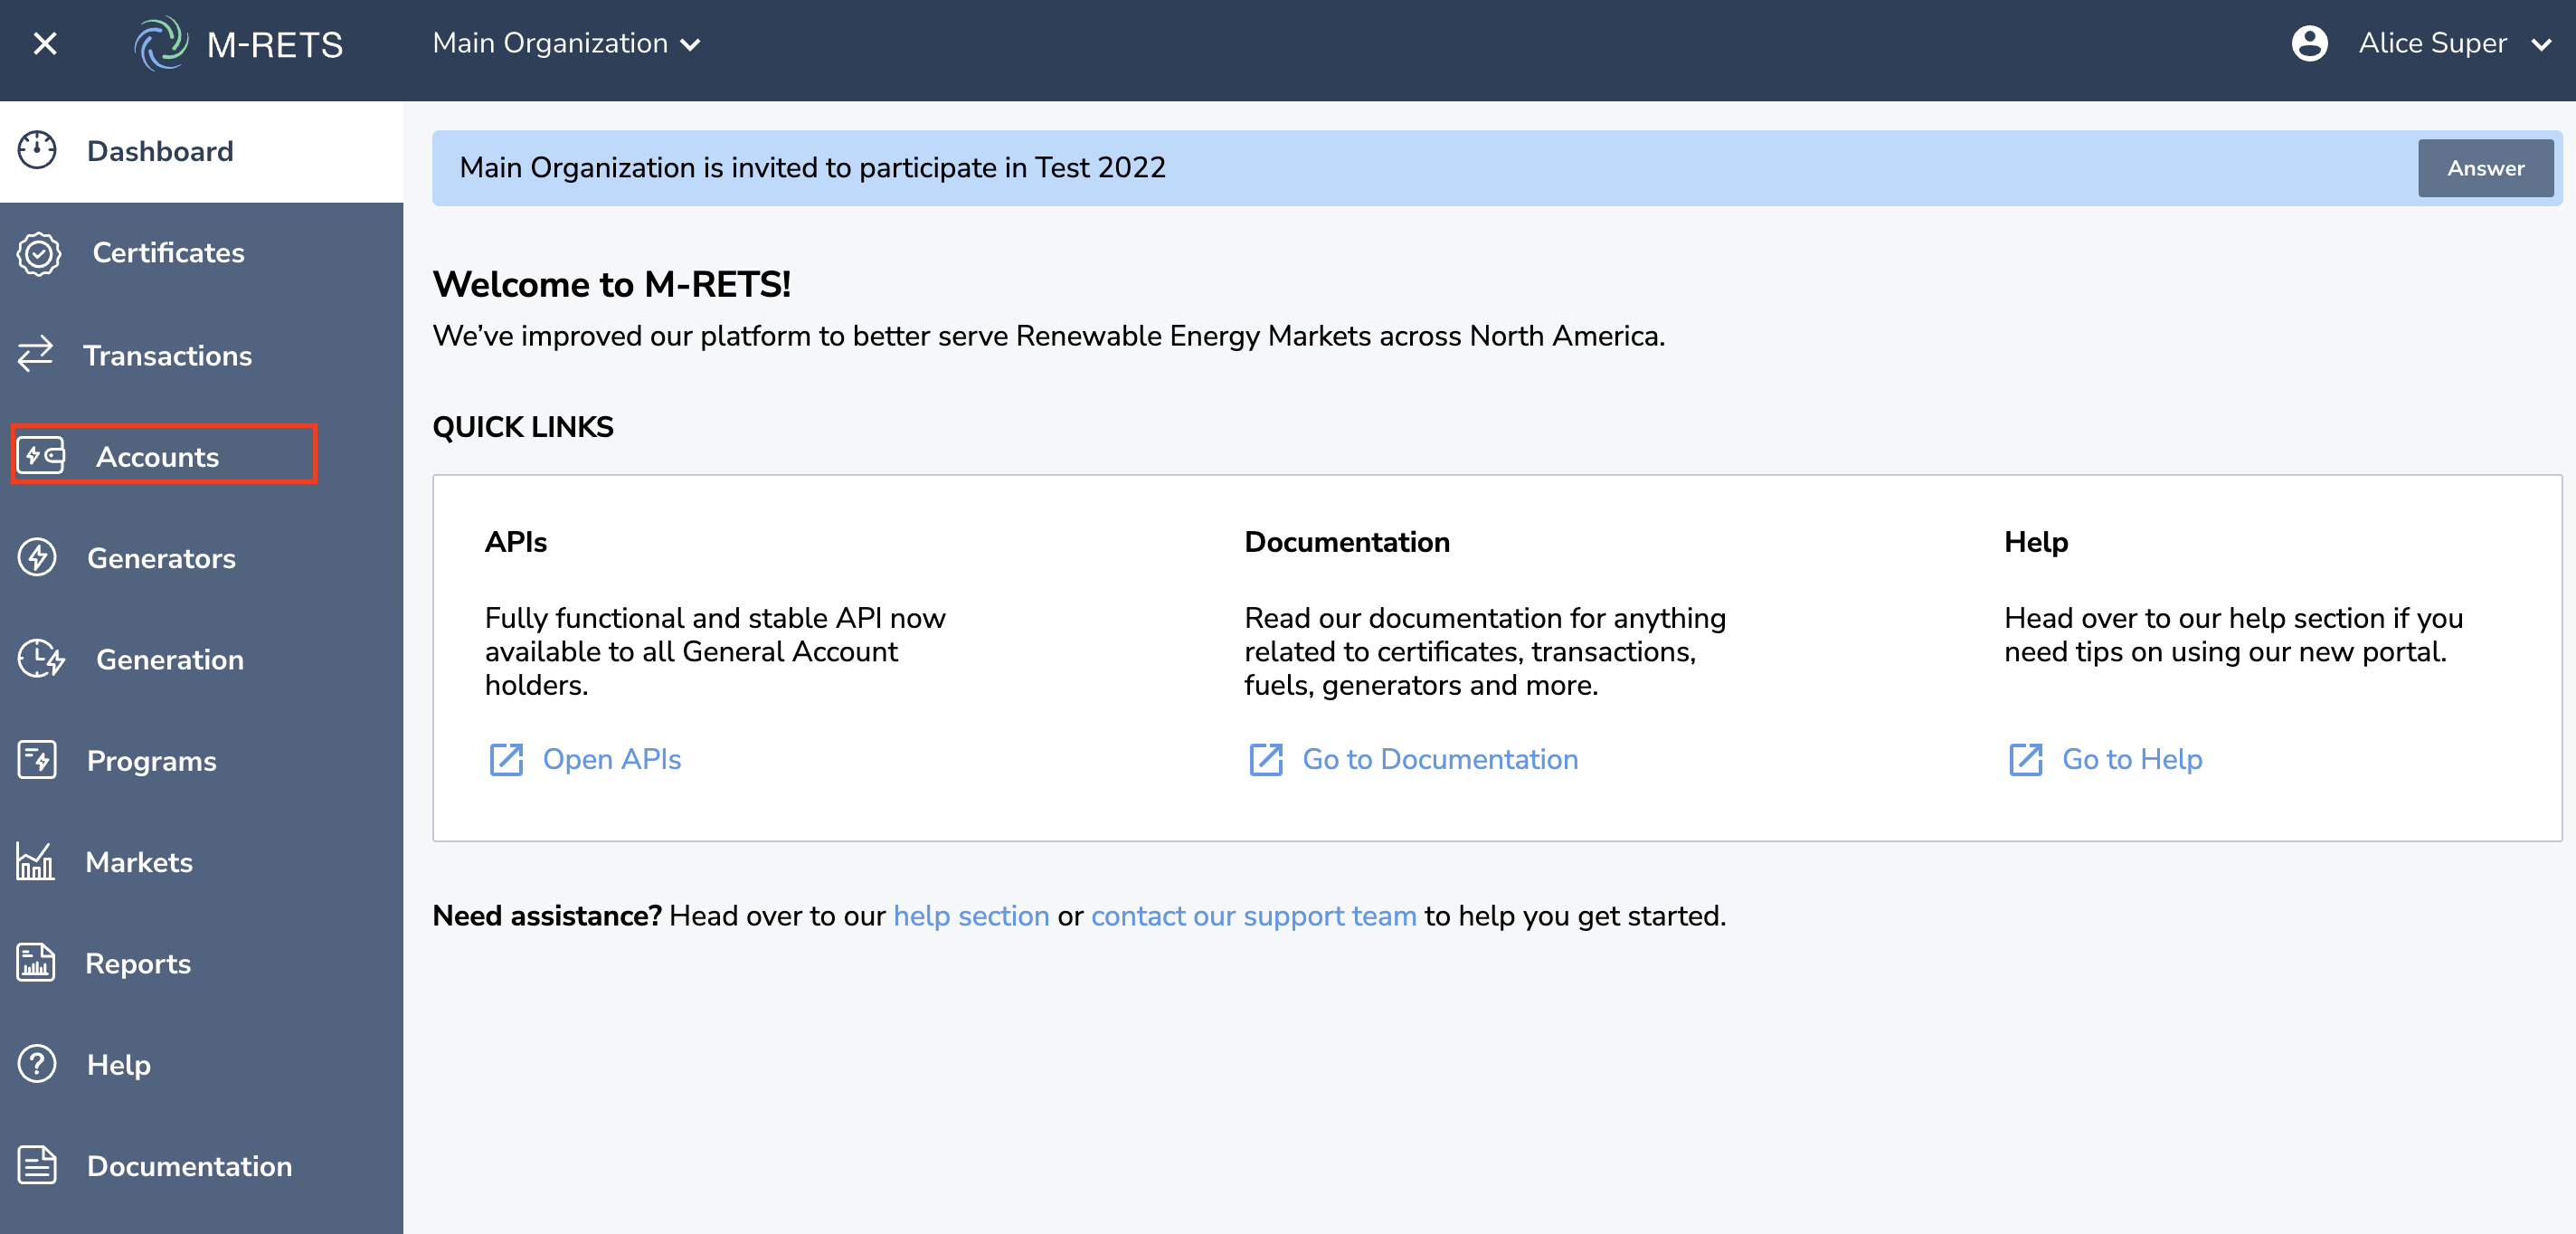 M-RETS
Main Organization
Alice Super
Dashboard
Certificates
Transactions
Accounts
Generators
Generation
Programs
Markets
Reports
Help
Documentation
Main Organization is invited to participate in Test 2022
Answer
Welcome to M-RETS!
We've improved our platform to better serve Renewable Energy Markets across North America.
QUICK LINKS
APIs
Fully functional and stable API now
available to all General Account
holders.
Open APIs
Documentation
Read our documentation for anything
related to certificates, transactions,
fuels, generators and more.
Go to Documentation
Help
Head over to our help section if you
need tips on using our new portal.
Go to Help
Need assistance? Head over to our help section or contact our support team to help you get started.